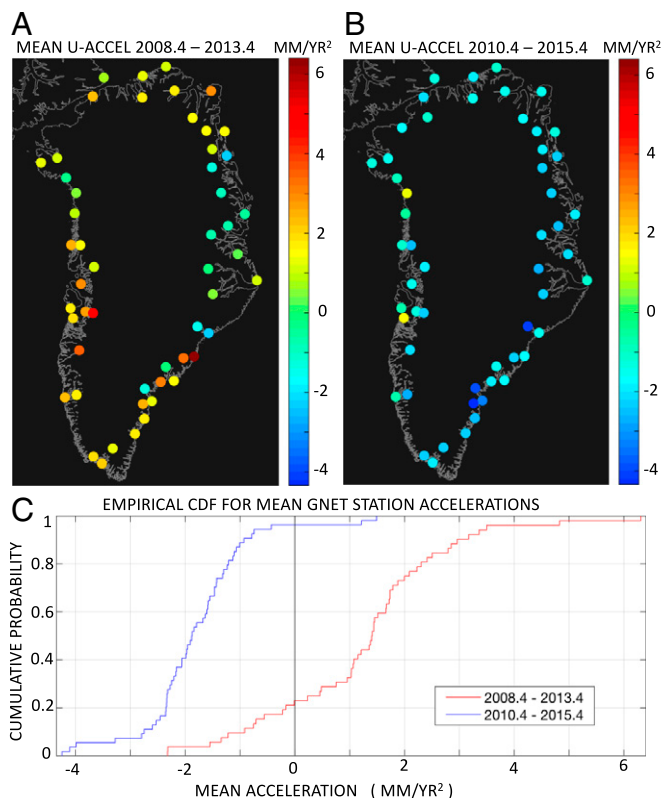 A
B
MEAN U-ACCEL 2008.4 – 2013.4 MM/YR²
MEAN U-ACCEL 2010.4 – 2015.4 MM/YR²
6
4
2
0
-2
-4
6
4
2
0
-2
-4
C
EMPIRICAL CDF FOR MEAN GNET STATION ACCELERATIONS
CUMULATIVE PROBABILITY
1
0.8
0.6
0.4
0.2
0
2008.4 - 2013.4
2010.4 - 2015.4
-4 -2 0 2 4 6
MEAN ACCELERATION ( MM/YR² )